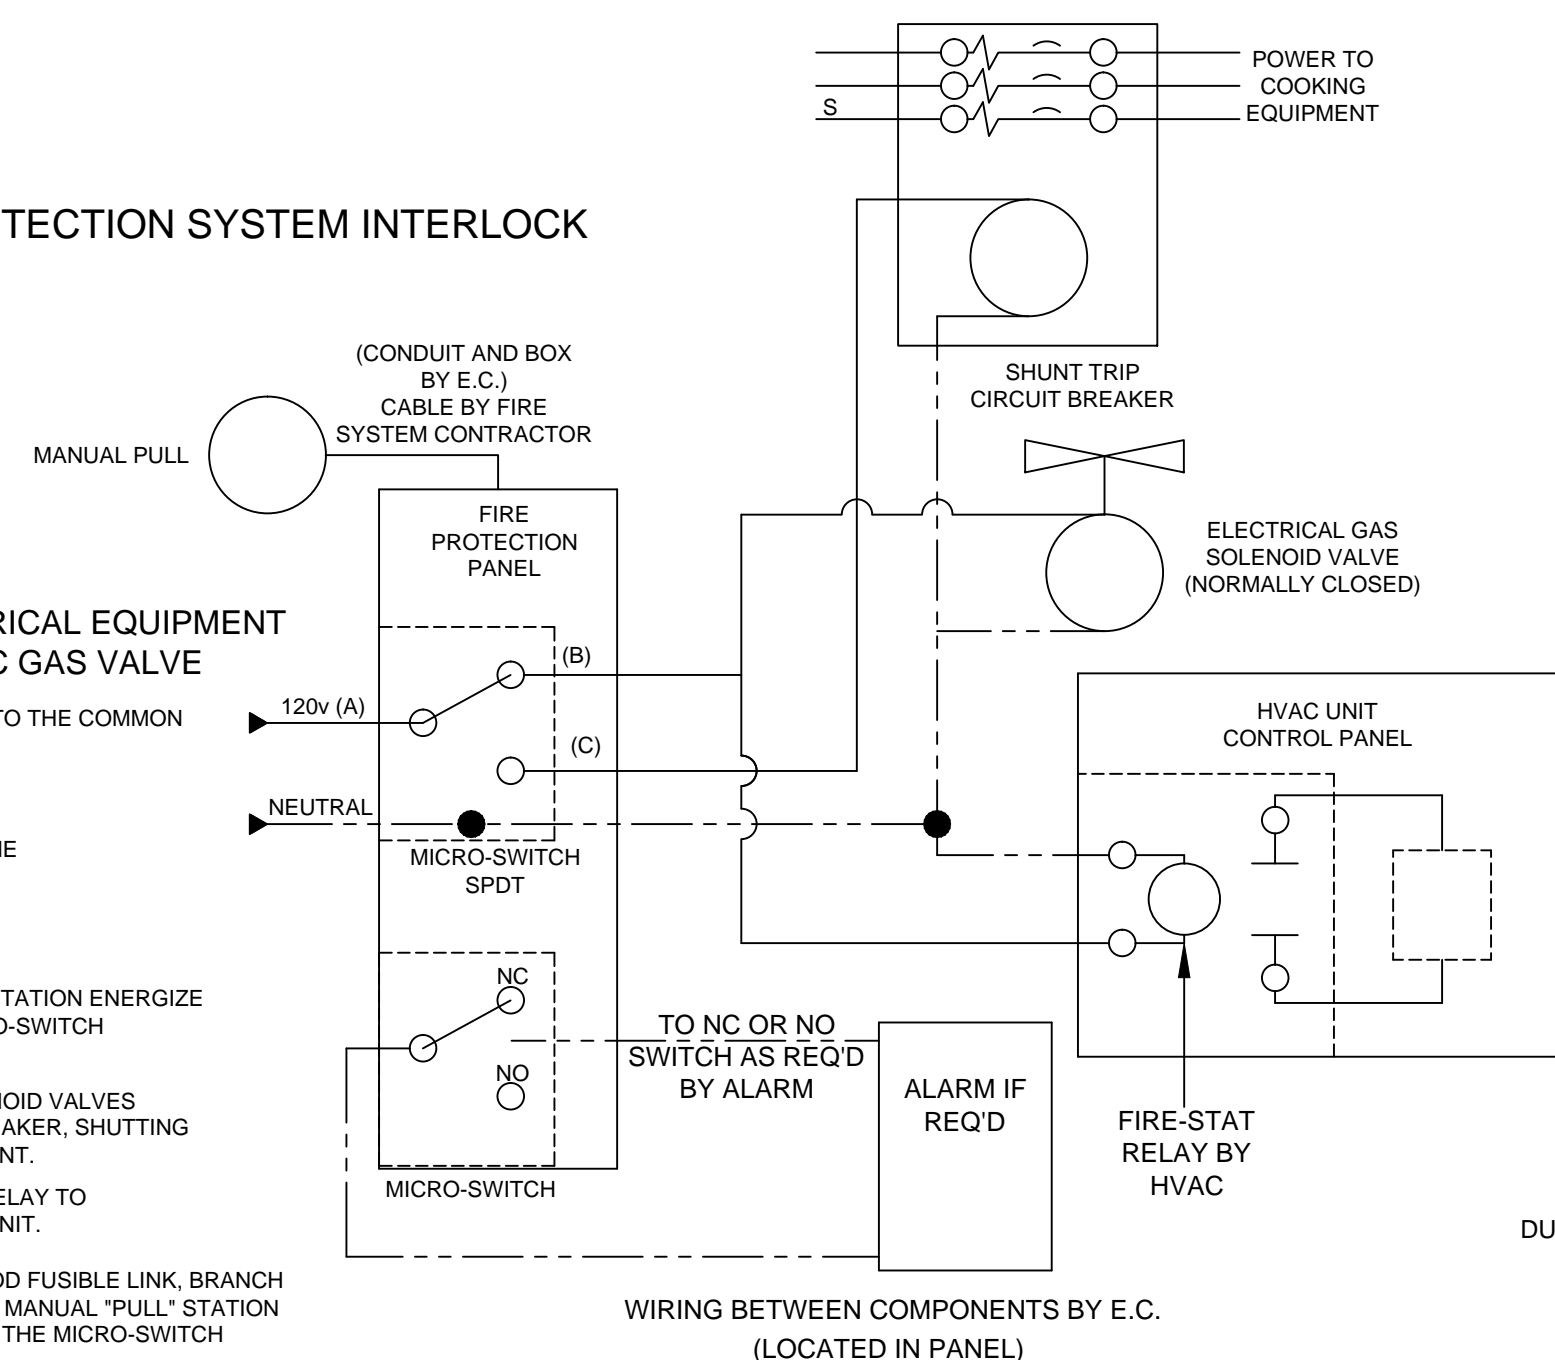 POWER TO
COOKING
EQUIPMENT
S
TECTION SYSTEM INTERLOCK
(CONDUIT AND BOX
BY E.C.)
CABLE BY FIRE
SYSTEM CONTRACTOR
MANUAL PULL
SHUNT TRIP
CIRCUIT BREAKER
FIRE
PROTECTION
PANEL
ELECTRICAL GAS
SOLENOID VALVE
(NORMALLY CLOSED)
RICAL EQUIPMENT
C GAS VALVE
TO THE COMMON
120v (A)
(B)
(C)
NEUTRAL
MICRO-SWITCH
SPDT
HVAC UNIT
CONTROL PANEL
NE
TATION ENERGIZE
O-SWITCH
NC
NO
TO NC OR NO
SWITCH AS REQ'D
BY ALARM
ALARM IF
REQ'D
FIRE-STAT
RELAY BY
HVAC
NOID VALVES
AKER, SHUTTING
NT.
ELAY TO
NIT.
MICRO-SWITCH
DU
OD FUSIBLE LINK, BRANCH
MANUAL "PULL" STATION
THE MICRO-SWITCH
WIRING BETWEEN COMPONENTS BY E.C.
(LOCATED IN PANEL)